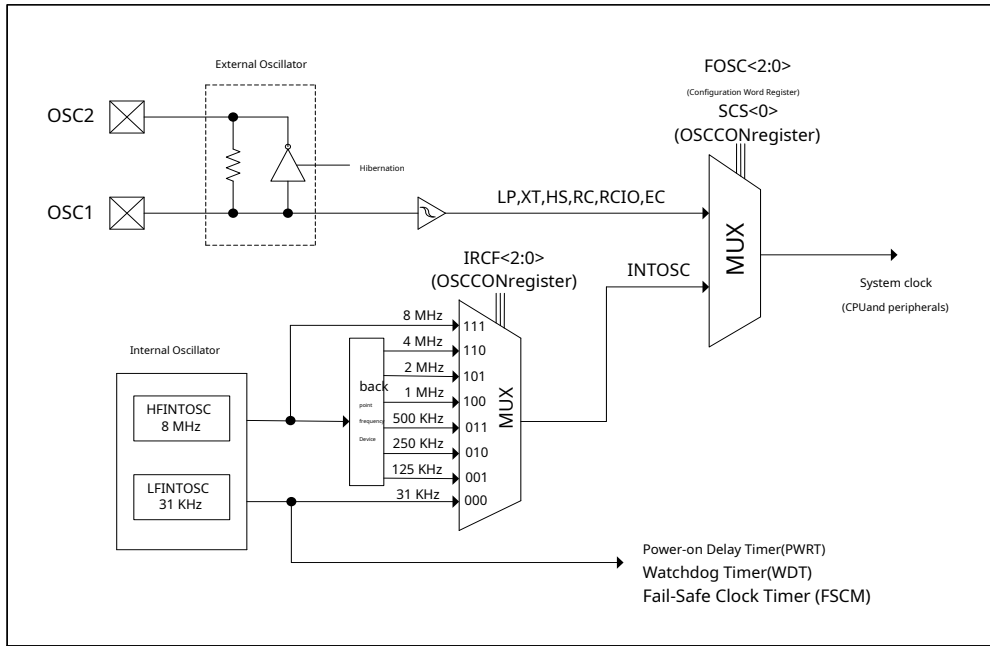 External Oscillator
OSC2
OSC1
Hibernation
FOSC<2:0>
(Configuration Word Register)
SCS<0>
(OSCCONregister)
LP,XT,HS,RC,RCIO,EC
MUX
INTOSC
System clock
(CPUand peripherals)
IRCF<2:0>
(OSCCONregister)
Internal Oscillator
HFINTOSC
8 MHz
LFINTOSC
31 KHz
back
point
frequency
Device
8 MHz
4 MHz
2 MHz
1 MHz
500 KHz
250 KHz
125 KHz
31 KHz
111
110
101
100
011
010
001
000
MUX
Power-on Delay Timer(PWRT)
Watchdog Timer(WDT)
Fail-Safe Clock Timer (FSCM)